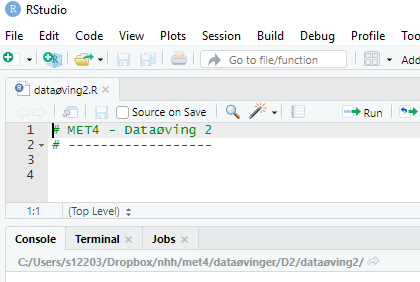 RStudio
File Edit Code View Plots Session Build Debug Profile
Go to file/function Addins
dataøving2.R
Source on Save Run
1 # MET4 - Dataøving 2
2 # ------------------
3
4
1:1 (Top Level)
Console Terminal Jobs
C:/Users/s12203/Dropbox/nhh/met4/dataøvinger/D2/dataøving2/